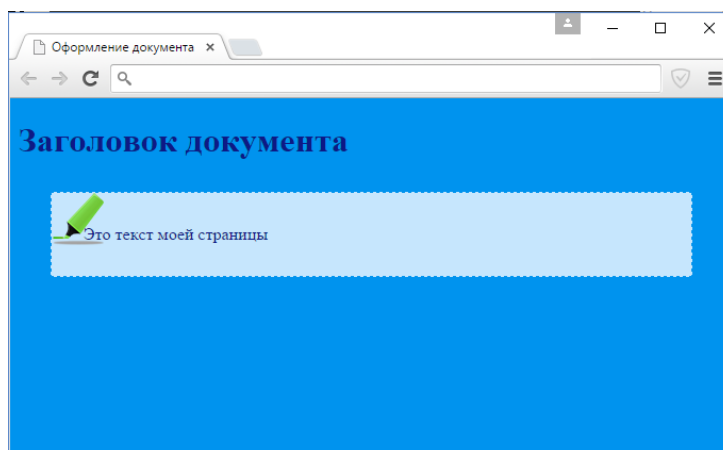 Оформление документа
Заголовок документа
Это текст моей страницы